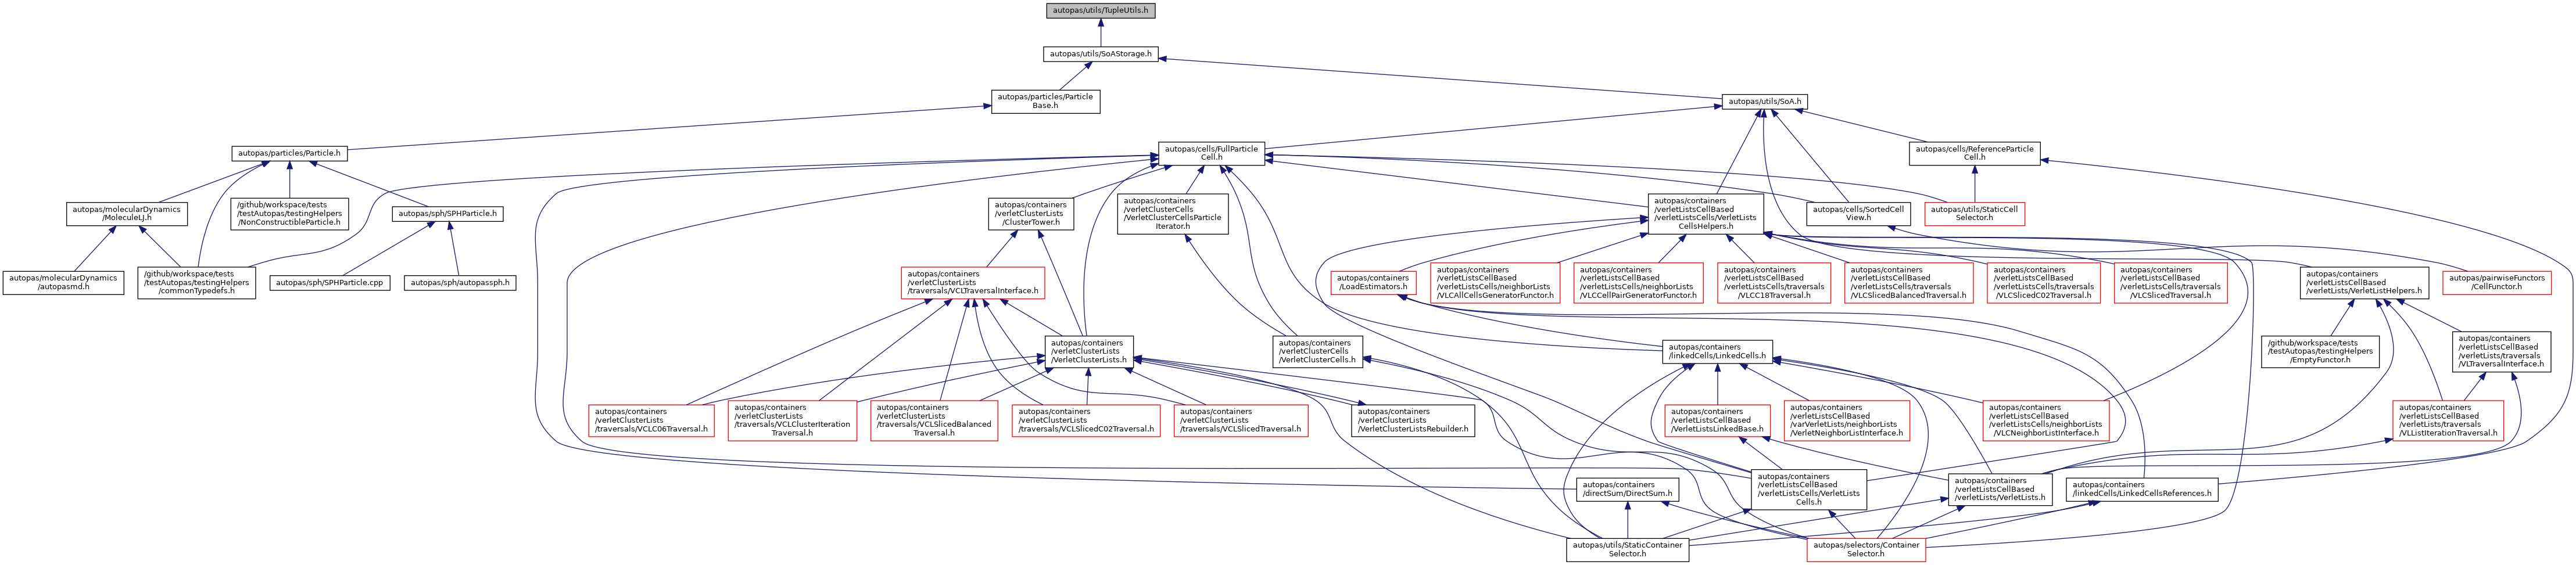 autopas/utils/TupleUtils.h
autopas/utils/SoAStorage.h
autopas/particles/Particle
Base.h
autopas/utils/SoA.h
autopas/particles/Particle.h
autopas/cells/FullParticle
Cell.h
autopas/cells/ReferenceParticle
Cell.h
autopas/molecularDynamics
/MoleculeLJ.h
/github/workspace/tests
/testAutopas/testingHelpers
/NonConstructibleParticle.h
autopas/sph/SPHParticle.h
autopas/containers
/verletClusterLists
/ClusterTower.h
autopas/containers
/verletClusterCells
/VerletClusterCellsParticle
Iterator.h
autopas/containers
/verletListsCellBased
/verletListsCells/VerletLists
CellsHelpers.h
autopas/cells/SortedCell
View.h
autopas/utils/StaticCell
Selector.h
autopas/molecularDynamics
/autopasmd.h
/github/workspace/tests
/testAutopas/testingHelpers
/commonTypedefs.h
autopas/sph/SPHParticle.cpp
autopas/sph/autopassph.h
autopas/containers
/verletClusterLists
/traversals/VCLTraversalInterface.h
autopas/containers
/LoadEstimators.h
autopas/containers
/verletListsCellBased
/verletListsCells/neighborLists
/VLCAllCellsGeneratorFunctor.h
autopas/containers
/verletListsCellBased
/verletListsCells/neighborLists
/VLCCellPairGeneratorFunctor.h
autopas/containers
/verletListsCellBased
/verletListsCells/traversals
/VLCC18Traversal.h
autopas/containers
/verletListsCellBased
/verletListsCells/traversals
/VLCSlicedBalancedTraversal.h
autopas/containers
/verletListsCellBased
/verletListsCells/traversals
/VLCSlicedC02Traversal.h
autopas/containers
/verletListsCellBased
/verletListsCells/traversals
/VLCSlicedTraversal.h
autopas/containers
/verletListsCellBased
/verletLists/VerletListHelpers.h
autopas/pairwiseFunctors
/CellFunctor.h
autopas/containers
/verletClusterLists
/VerletClusterLists.h
autopas/containers
/verletClusterCells
/VerletClusterCells.h
autopas/containers
/linkedCells/LinkedCells.h
/github/workspace/tests
/testAutopas/testingHelpers
/EmptyFunctor.h
autopas/containers
/verletListsCellBased
/verletLists/traversals
/VLTraversalInterface.h
autopas/containers
/verletClusterLists
/traversals/VCLC06Traversal.h
autopas/containers
/verletClusterLists
/traversals/VCLClusterIteration
Traversal.h
autopas/containers
/verletClusterLists
/traversals/VCLSlicedBalanced
Traversal.h
autopas/containers
/verletClusterLists
/traversals/VCLSlicedC02Traversal.h
autopas/containers
/verletClusterLists
/traversals/VCLSlicedTraversal.h
autopas/containers
/verletClusterLists
/VerletClusterListsRebuilder.h
autopas/containers
/verletListsCellBased
/VerletListsLinkedBase.h
autopas/containers
/verletListsCellBased
/varVerletLists/neighborLists
/VerletNeighborListInterface.h
autopas/containers
/verletListsCellBased
/verletListsCells/neighborLists
/VLCNeighborListInterface.h
autopas/containers
/verletListsCellBased
/verletLists/traversals
/VLListIterationTraversal.h
autopas/containers
/directSum/DirectSum.h
autopas/containers
/verletListsCellBased
/verletListsCells/VerletLists
Cells.h
autopas/containers
/verletListsCellBased
/verletLists/VerletLists.h
autopas/containers
/linkedCells/LinkedCellsReferences.h
autopas/utils/StaticContainer
Selector.h
autopas/selectors/Container
Selector.h